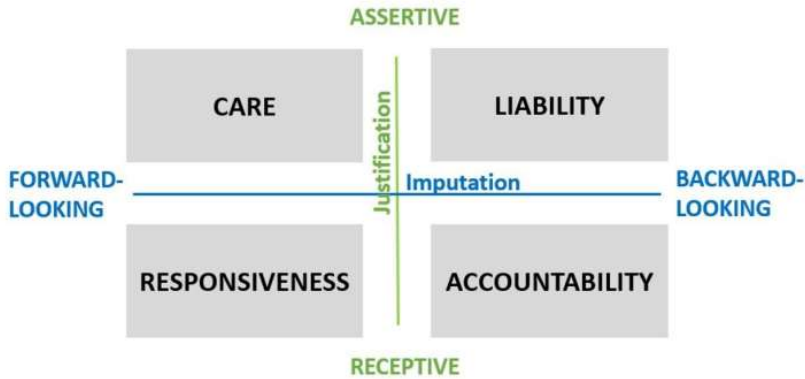 ASSERTIVE
CARE
LIABILITY
Justification
FORWARD-
LOOKING
Imputation
BACKWARD-
LOOKING
RESPONSIVENESS
ACCOUNTABILITY
RECEPTIVE